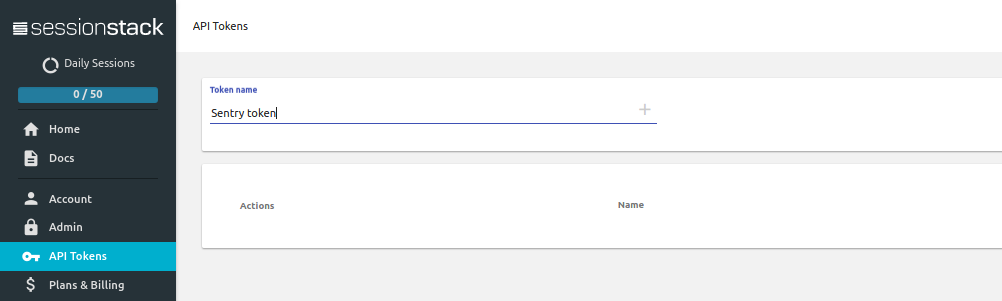 sessionstack
Daily Sessions
0 / 50
Home
Docs
Account
Admin
API Tokens
Plans & Billing
API Tokens
Token name
Sentry token
Actions Name